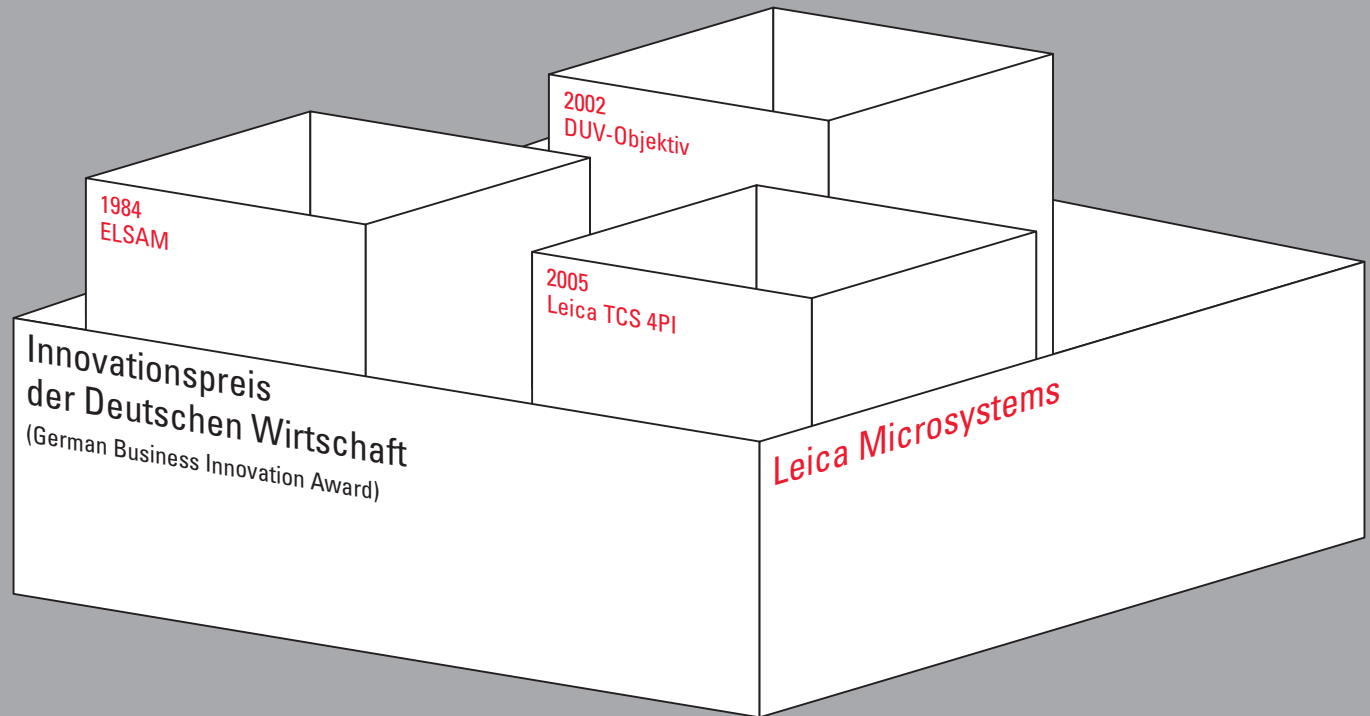 2002
DUV-Objektiv
1984
ELSAM
2005
Leica TCS 4PI
Innovationspreis
der Deutschen Wirtschaft
(German Business Innovation Award)
Leica Microsystems